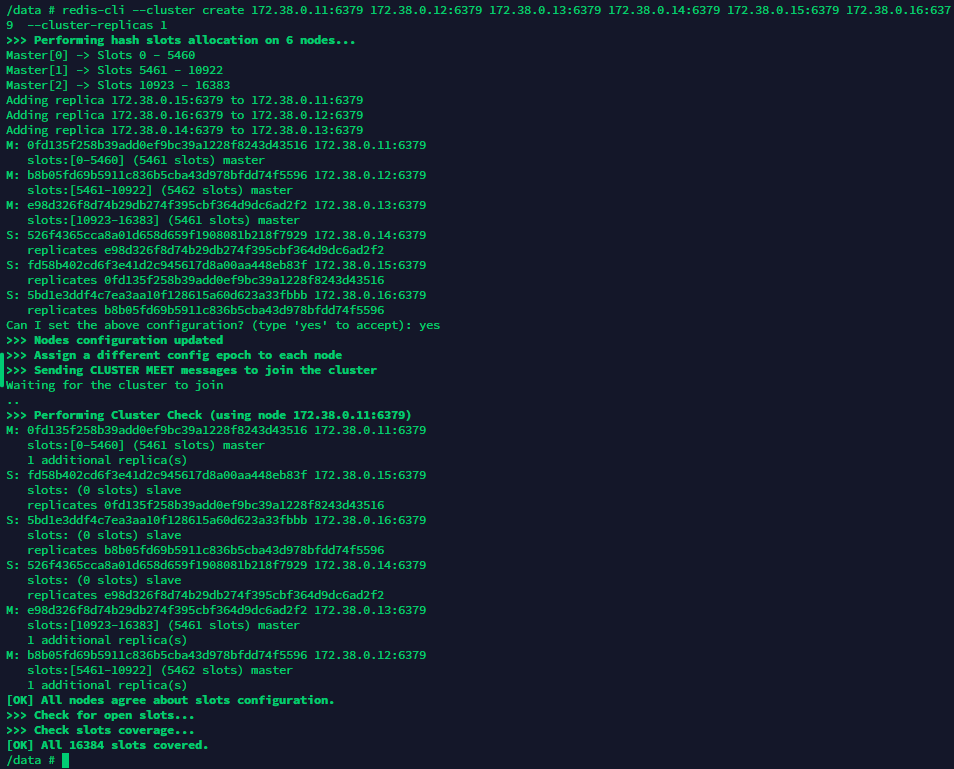 /data # redis-cli --cluster create 172.38.0.11:6379 172.38.0.12:6379 172.38.0.13:6379 172.38.0.14:6379 172.38.0.15:6379 172.38.0.16:637
9  --cluster-replicas 1
>>> Performing hash slots allocation on 6 nodes...
Master[0] -> Slots 0 - 5460
Master[1] -> Slots 5461 - 10922
Master[2] -> Slots 10923 - 16383
Adding replica 172.38.0.15:6379 to 172.38.0.11:6379
Adding replica 172.38.0.16:6379 to 172.38.0.12:6379
Adding replica 172.38.0.14:6379 to 172.38.0.13:6379
M: 0fd135f258b39add0ef9bc39a1228f8243d43516 172.38.0.11:6379
   slots:[0-5460] (5461 slots) master
M: b8b05fd69b5911c836b5cba43d978bfdd74f5596 172.38.0.12:6379
   slots:[5461-10922] (5462 slots) master
M: e98d326f8d74b29db274f395cbf364d9dc6ad2f2 172.38.0.13:6379
   slots:[10923-16383] (5461 slots) master
S: 526f4365cca8a01d658d659f1908081b218f7929 172.38.0.14:6379
   replicates e98d326f8d74b29db274f395cbf364d9dc6ad2f2
S: fd58b402cd6f3e41d2c945617d8a00aa448eb83f 172.38.0.15:6379
   replicates 0fd135f258b39add0ef9bc39a1228f8243d43516
S: 5bd1e3ddf4c7ea3aa10f128615a60d623a33fbbb 172.38.0.16:6379
   replicates b8b05fd69b5911c836b5cba43d978bfdd74f5596
Can I set the above configuration? (type 'yes' to accept): yes
>>> Nodes configuration updated
>>> Assign a different config epoch to each node
>>> Sending CLUSTER MEET messages to join the cluster
Waiting for the cluster to join
..
>>> Performing Cluster Check (using node 172.38.0.11:6379)
M: 0fd135f258b39add0ef9bc39a1228f8243d43516 172.38.0.11:6379
   slots:[0-5460] (5461 slots) master
   1 additional replica(s)
S: fd58b402cd6f3e41d2c945617d8a00aa448eb83f 172.38.0.15:6379
   slots: (0 slots) slave
   replicates 0fd135f258b39add0ef9bc39a1228f8243d43516
S: 5bd1e3ddf4c7ea3aa10f128615a60d623a33fbbb 172.38.0.16:6379
   slots: (0 slots) slave
   replicates b8b05fd69b5911c836b5cba43d978bfdd74f5596
S: 526f4365cca8a01d658d659f1908081b218f7929 172.38.0.14:6379
   slots: (0 slots) slave
   replicates e98d326f8d74b29db274f395cbf364d9dc6ad2f2
M: e98d326f8d74b29db274f395cbf364d9dc6ad2f2 172.38.0.13:6379
   slots:[10923-16383] (5461 slots) master
   1 additional replica(s)
M: b8b05fd69b5911c836b5cba43d978bfdd74f5596 172.38.0.12:6379
   slots:[5461-10922] (5462 slots) master
   1 additional replica(s)
[OK] All nodes agree about slots configuration.
>>> Check for open slots...
>>> Check slots coverage...
[OK] All 16384 slots covered.
/data #